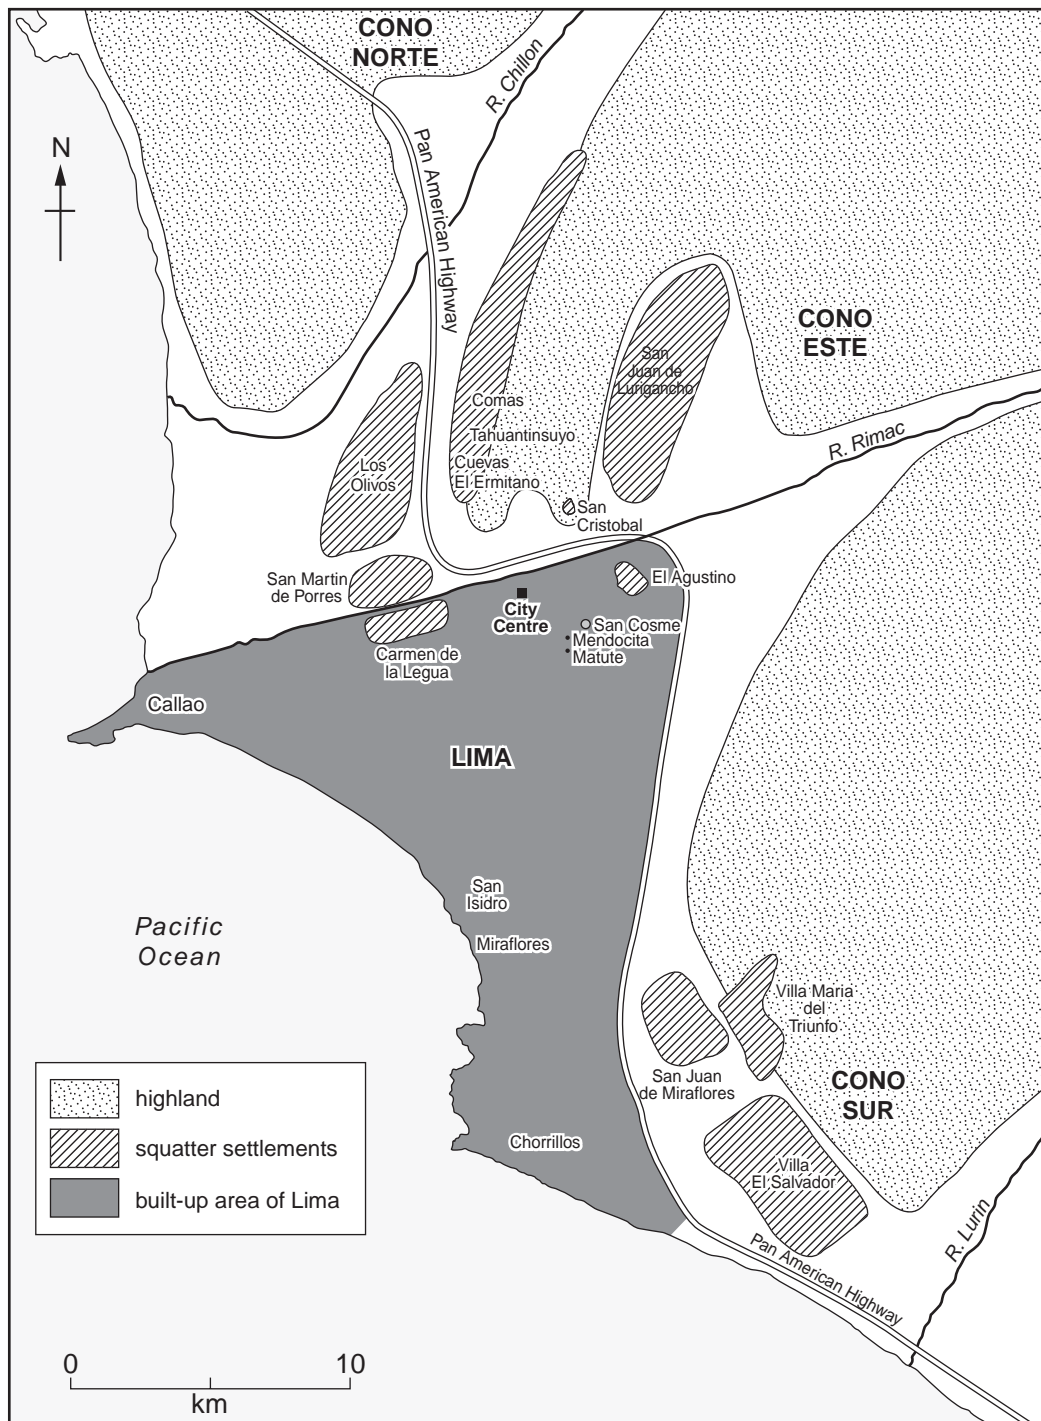 CONO
NORTE
R. Chillon
N
Pan American Highway
CONO
ESTE
San
Juan de
Lurigancho
Comas
R. Rimac
Tahuantinsuyo
Los
Olivos
Cuevas
El Ermitano
San
Cristobal
San Martin
de Porres
El Agustino
City
Centre
San Cosme
Mendocita
Matute
Carmen de
la Legua
Callao
LIMA
San
Isidro
Pacific
Ocean
Miraflores
Villa Maria
del
Triunfo
San Juan
de Miraflores
CONO
SUR
highland
squatter settlements
built-up area of Lima
Chorrillos
Villa
El Salvador
R. Lurin
Pan American Highway
0 10
km